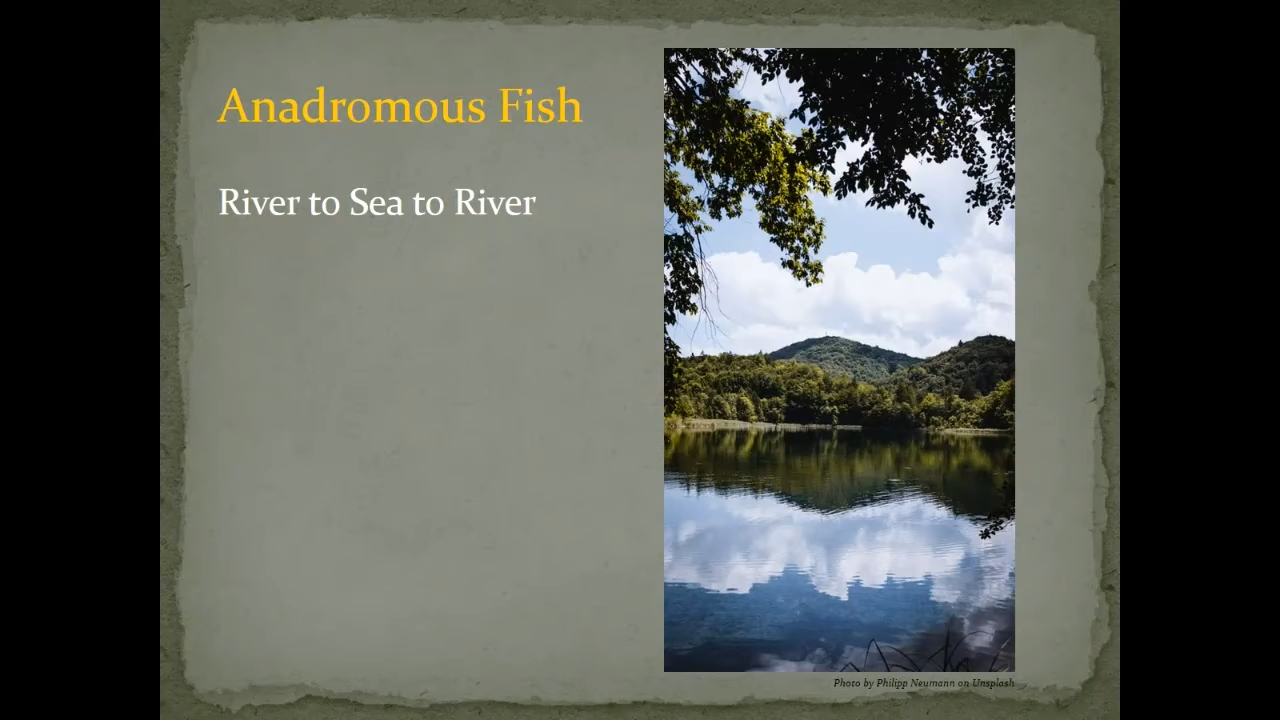 Anadromous Fish
River to Sea to River
Photo by Philipp Neumann on Unsplash